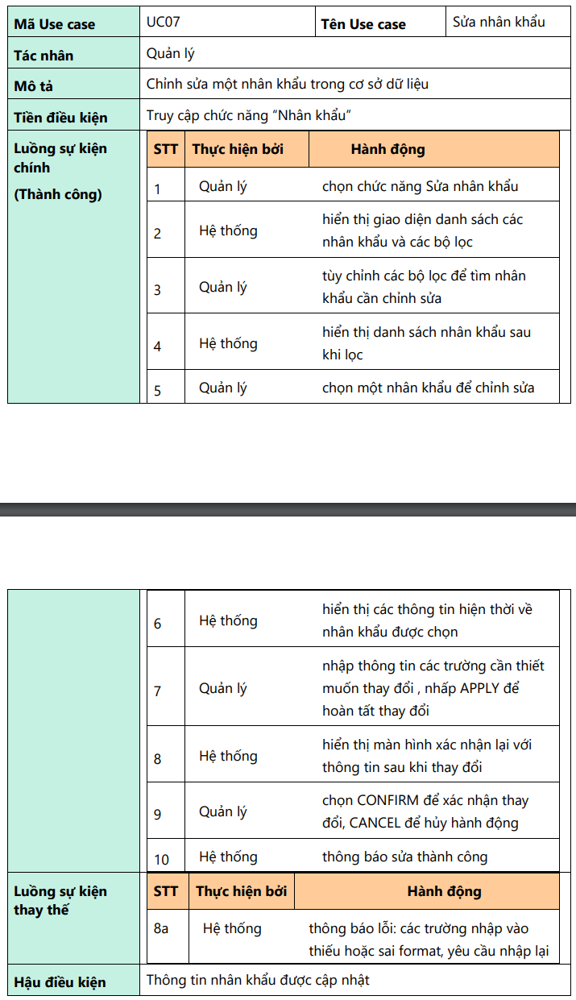 Mã Use case UC07 Tên Use case Sửa nhân khẩu
Tác nhân Quản lý
Mô tả Chỉnh sửa một nhân khẩu trong cơ sở dữ liệu
Tiền điều kiện Truy cập chức năng “Nhân khẩu”
Luồng sự kiện
chính
(Thành công)
STT Thực hiện bởi Hành động
1 Quản lý chọn chức năng Sửa nhân khẩu
2 Hệ thống hiển thị giao diện danh sách các
nhân khẩu và các bộ lọc
3 Quản lý tùy chỉnh các bộ lọc để tìm nhân
khẩu cần chỉnh sửa
4 Hệ thống hiển thị danh sách nhân khẩu sau
khi lọc
5 Quản lý chọn một nhân khẩu để chỉnh sửa
6 Hệ thống hiển thị các thông tin hiện thời về
nhân khẩu được chọn
7 Quản lý nhập thông tin các trường cần thiết
muốn thay đổi , nhấp APPLY để
hoàn tất thay đổi
8 Hệ thống hiển thị màn hình xác nhận lại với
thông tin sau khi thay đổi
9 Quản lý chọn CONFIRM để xác nhận thay
đổi, CANCEL để hủy hành động
10 Hệ thống thông báo sửa thành công
Luồng sự kiện
thay thế
STT Thực hiện bởi Hành động
8a Hệ thống thông báo lỗi: các trường nhập vào
thiếu hoặc sai format, yêu cầu nhập lại
Hậu điều kiện Thông tin nhân khẩu được cập nhật